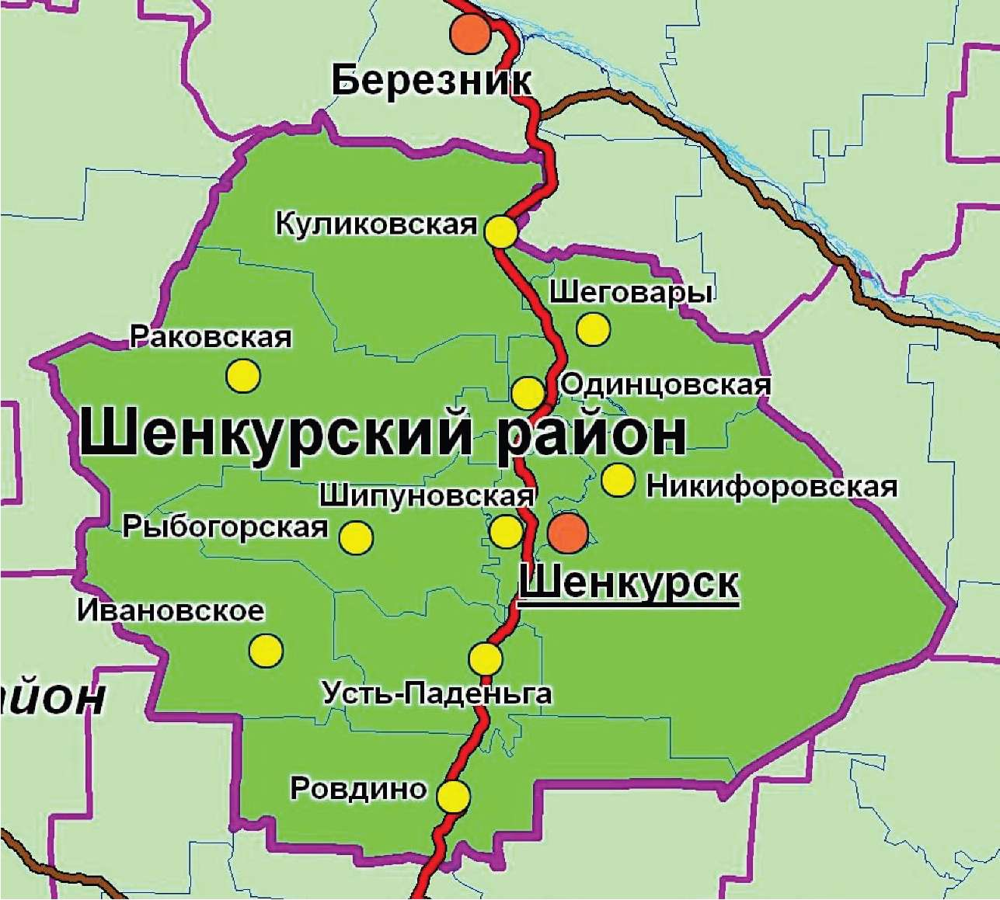 Березник
Куликовская
Шеговары
Раковская
Одинцовская
Шенкурский район
Никифоровская
Шипуновская
Рыбогорская
Шенкурск
Ивановское
Усть-Паденьга
айон
Ровдино